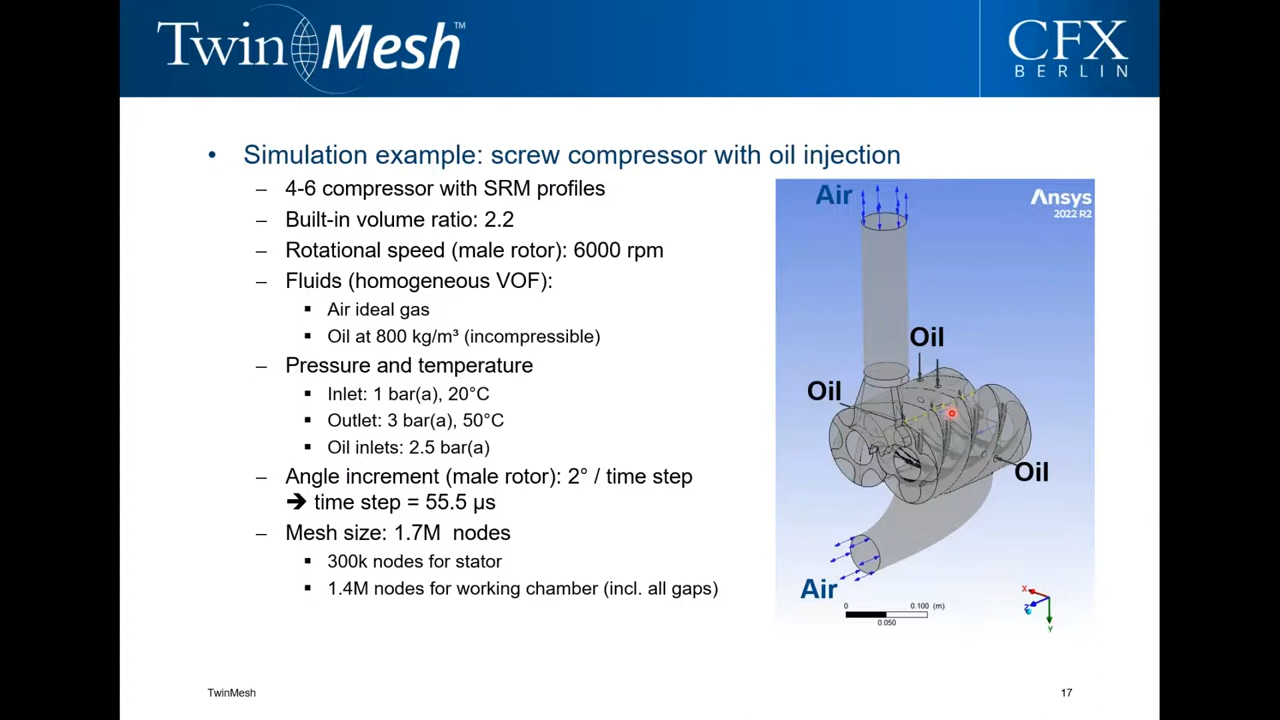 TwinMesh™
CFX
BERLIN
• Simulation example: screw compressor with oil injection
– 4-6 compressor with SRM profiles
– Built-in volume ratio: 2.2
– Rotational speed (male rotor): 6000 rpm
– Fluids (homogeneous VOF):
▪ Air ideal gas
▪ Oil at 800 kg/m³ (incompressible)
– Pressure and temperature
▪ Inlet: 1 bar(a), 20°C
▪ Outlet: 3 bar(a), 50°C
▪ Oil inlets: 2.5 bar(a)
– Angle increment (male rotor): 2° / time step
➔ time step = 55.5 µs
– Mesh size: 1.7M nodes
▪ 300k nodes for stator
▪ 1.4M nodes for working chamber (incl. all gaps)
Air
Ansys
2022 R2
Oil
Oil
Oil
Air
0 0.100 (m)
0.050
X
Z
Y
TwinMesh
17